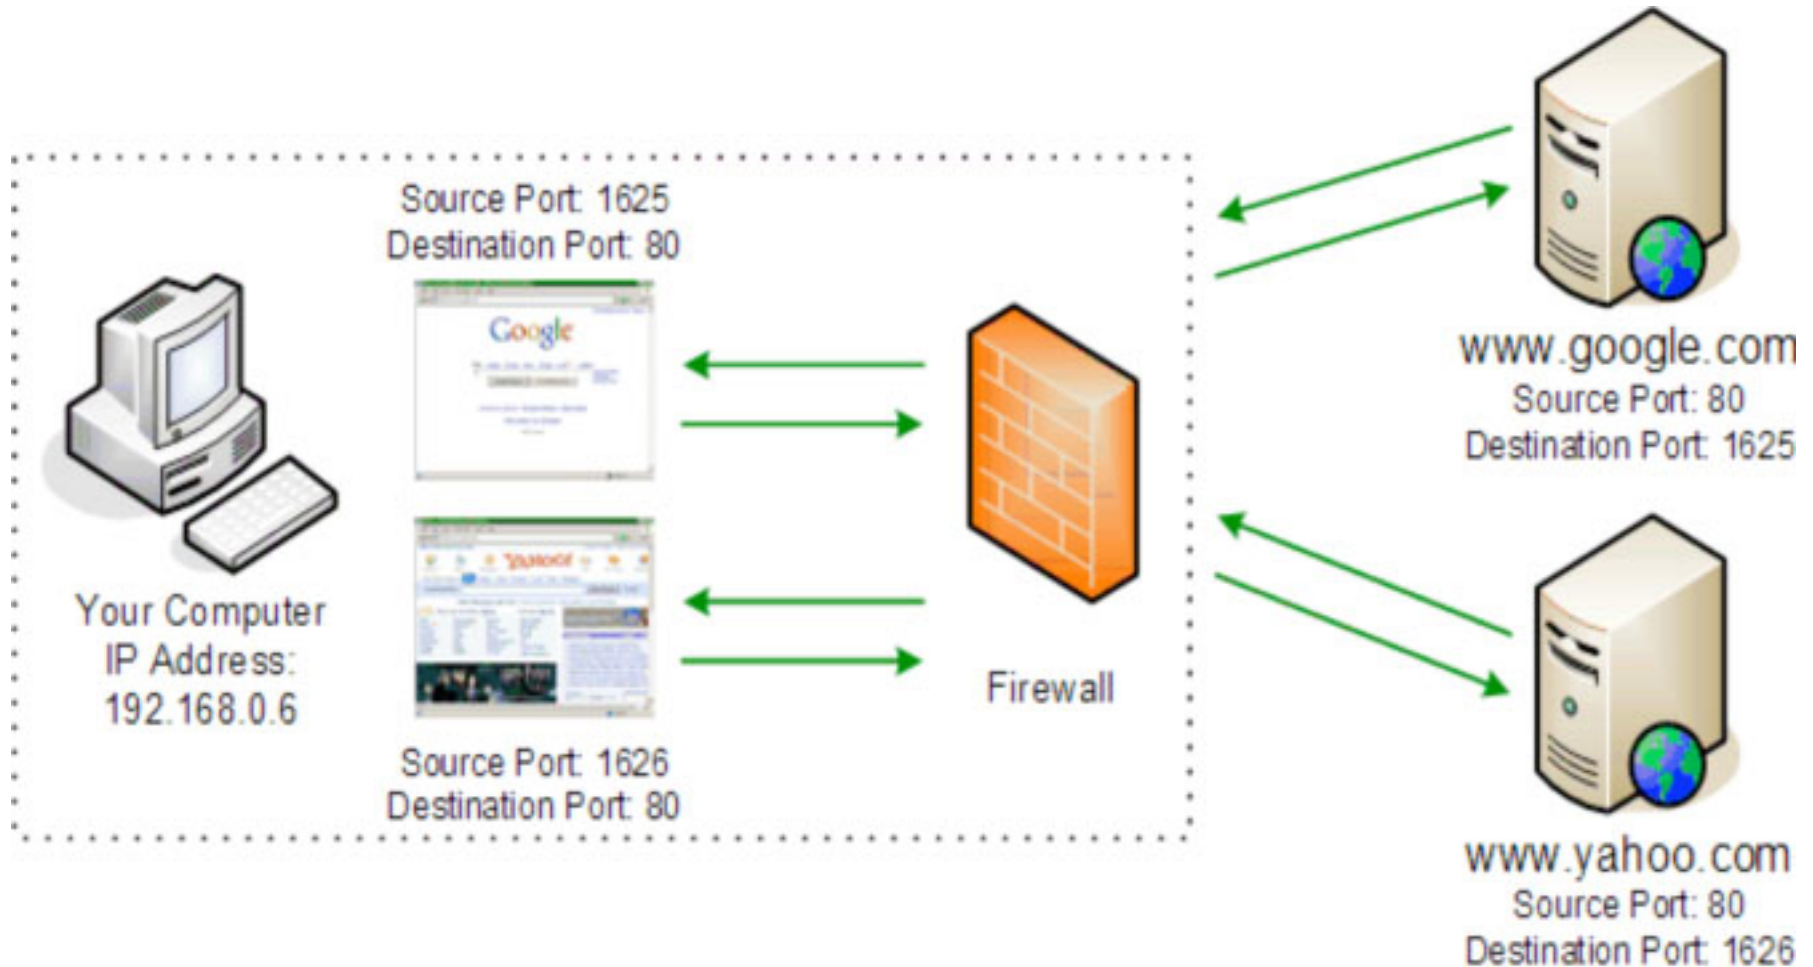 Source Port: 1625
Destination Port: 80
Google
YAHOO!
Your Computer
IP Address:
192.168.0.6
Source Port: 1626
Destination Port: 80
Firewall
www.google.com
Source Port: 80
Destination Port: 1625
www.yahoo.com
Source Port: 80
Destination Port: 1626